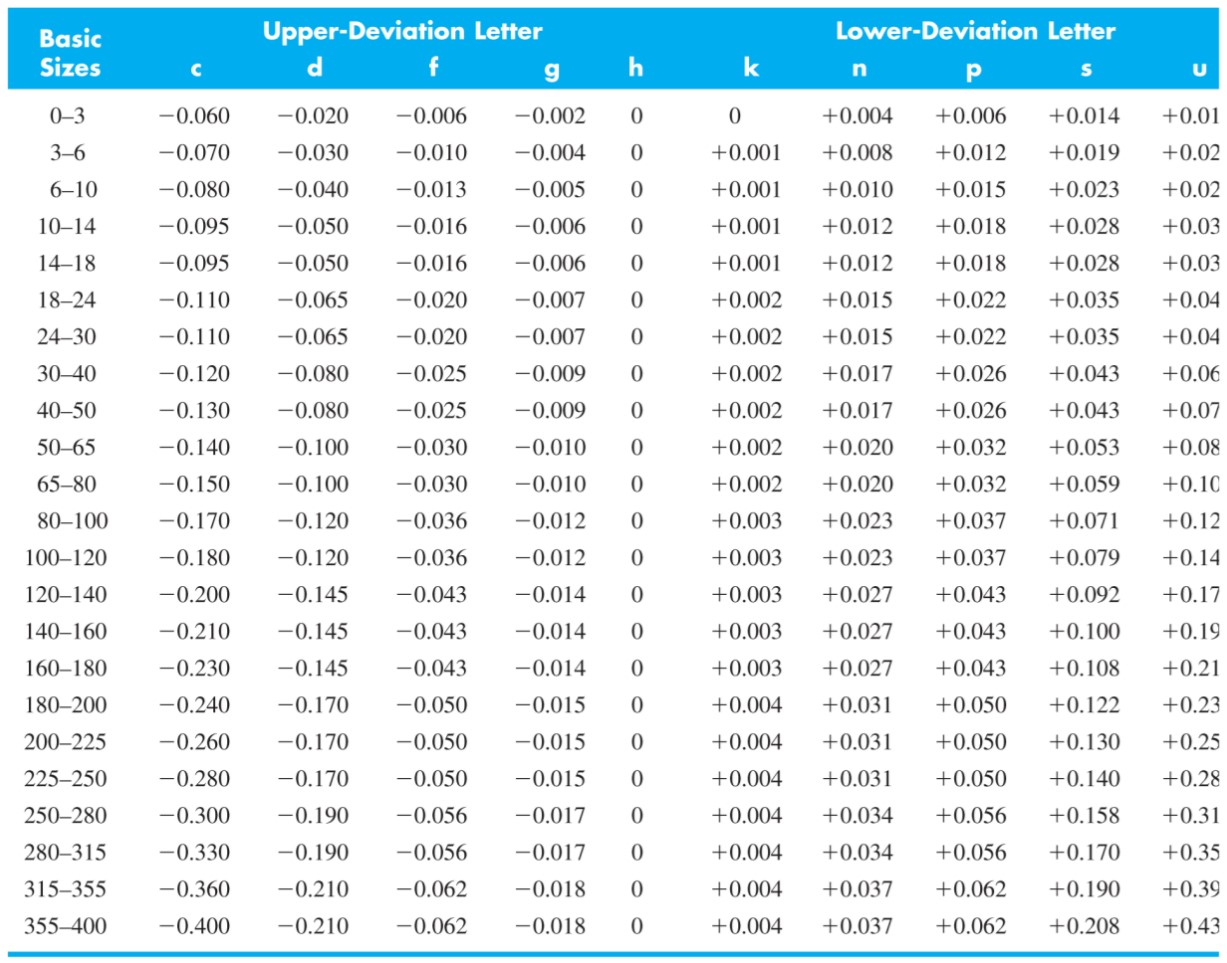 Basic Upper-Deviation Letter Lower-Deviation Letter
Sizes c d f g h k n p s u
0–3 −0.060 −0.020 −0.006 −0.002 0 0 +0.004 +0.006 +0.014 +0.01
3–6 −0.070 −0.030 −0.010 −0.004 0 +0.001 +0.008 +0.012 +0.019 +0.02
6–10 −0.080 −0.040 −0.013 −0.005 0 +0.001 +0.010 +0.015 +0.023 +0.02
10–14 −0.095 −0.050 −0.016 −0.006 0 +0.001 +0.012 +0.018 +0.028 +0.03
14–18 −0.095 −0.050 −0.016 −0.006 0 +0.001 +0.012 +0.018 +0.028 +0.03
18–24 −0.110 −0.065 −0.020 −0.007 0 +0.002 +0.015 +0.022 +0.035 +0.04
24–30 −0.110 −0.065 −0.020 −0.007 0 +0.002 +0.015 +0.022 +0.035 +0.04
30–40 −0.120 −0.080 −0.025 −0.009 0 +0.002 +0.017 +0.026 +0.043 +0.06
40–50 −0.130 −0.080 −0.025 −0.009 0 +0.002 +0.017 +0.026 +0.043 +0.07
50–65 −0.140 −0.100 −0.030 −0.010 0 +0.002 +0.020 +0.032 +0.053 +0.08
65–80 −0.150 −0.100 −0.030 −0.010 0 +0.002 +0.020 +0.032 +0.059 +0.10
80–100 −0.170 −0.120 −0.036 −0.012 0 +0.003 +0.023 +0.037 +0.071 +0.12
100–120 −0.180 −0.120 −0.036 −0.012 0 +0.003 +0.023 +0.037 +0.079 +0.14
120–140 −0.200 −0.145 −0.043 −0.014 0 +0.003 +0.027 +0.043 +0.092 +0.17
140–160 −0.210 −0.145 −0.043 −0.014 0 +0.003 +0.027 +0.043 +0.100 +0.19
160–180 −0.230 −0.145 −0.043 −0.014 0 +0.003 +0.027 +0.043 +0.108 +0.21
180–200 −0.240 −0.170 −0.050 −0.015 0 +0.004 +0.031 +0.050 +0.122 +0.23
200–225 −0.260 −0.170 −0.050 −0.015 0 +0.004 +0.031 +0.050 +0.130 +0.25
225–250 −0.280 −0.170 −0.050 −0.015 0 +0.004 +0.031 +0.050 +0.140 +0.28
250–280 −0.300 −0.190 −0.056 −0.017 0 +0.004 +0.034 +0.056 +0.158 +0.31
280–315 −0.330 −0.190 −0.056 −0.017 0 +0.004 +0.034 +0.056 +0.170 +0.35
315–355 −0.360 −0.210 −0.062 −0.018 0 +0.004 +0.037 +0.062 +0.190 +0.39
355–400 −0.400 −0.210 −0.062 −0.018 0 +0.004 +0.037 +0.062 +0.208 +0.43